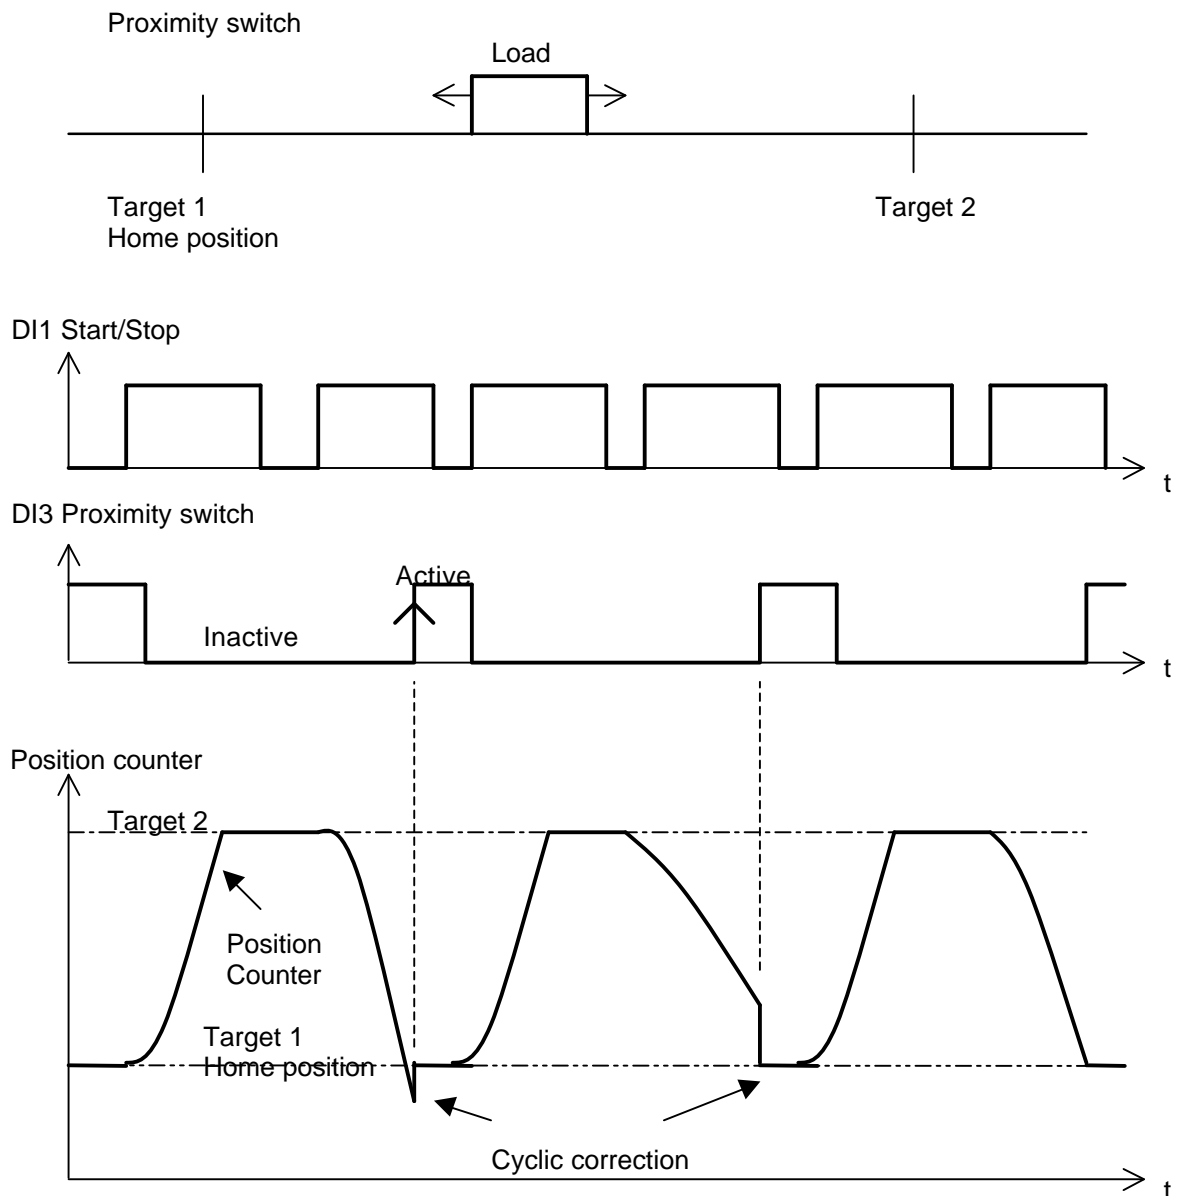 Proximity switch
Load
Target 1
Home position
Target 2
DI1 Start/Stop
t
DI3 Proximity switch
Active
Inactive
t
Position counter
Target 2
Position
Counter
Target 1
Home position
Cyclic correction
t